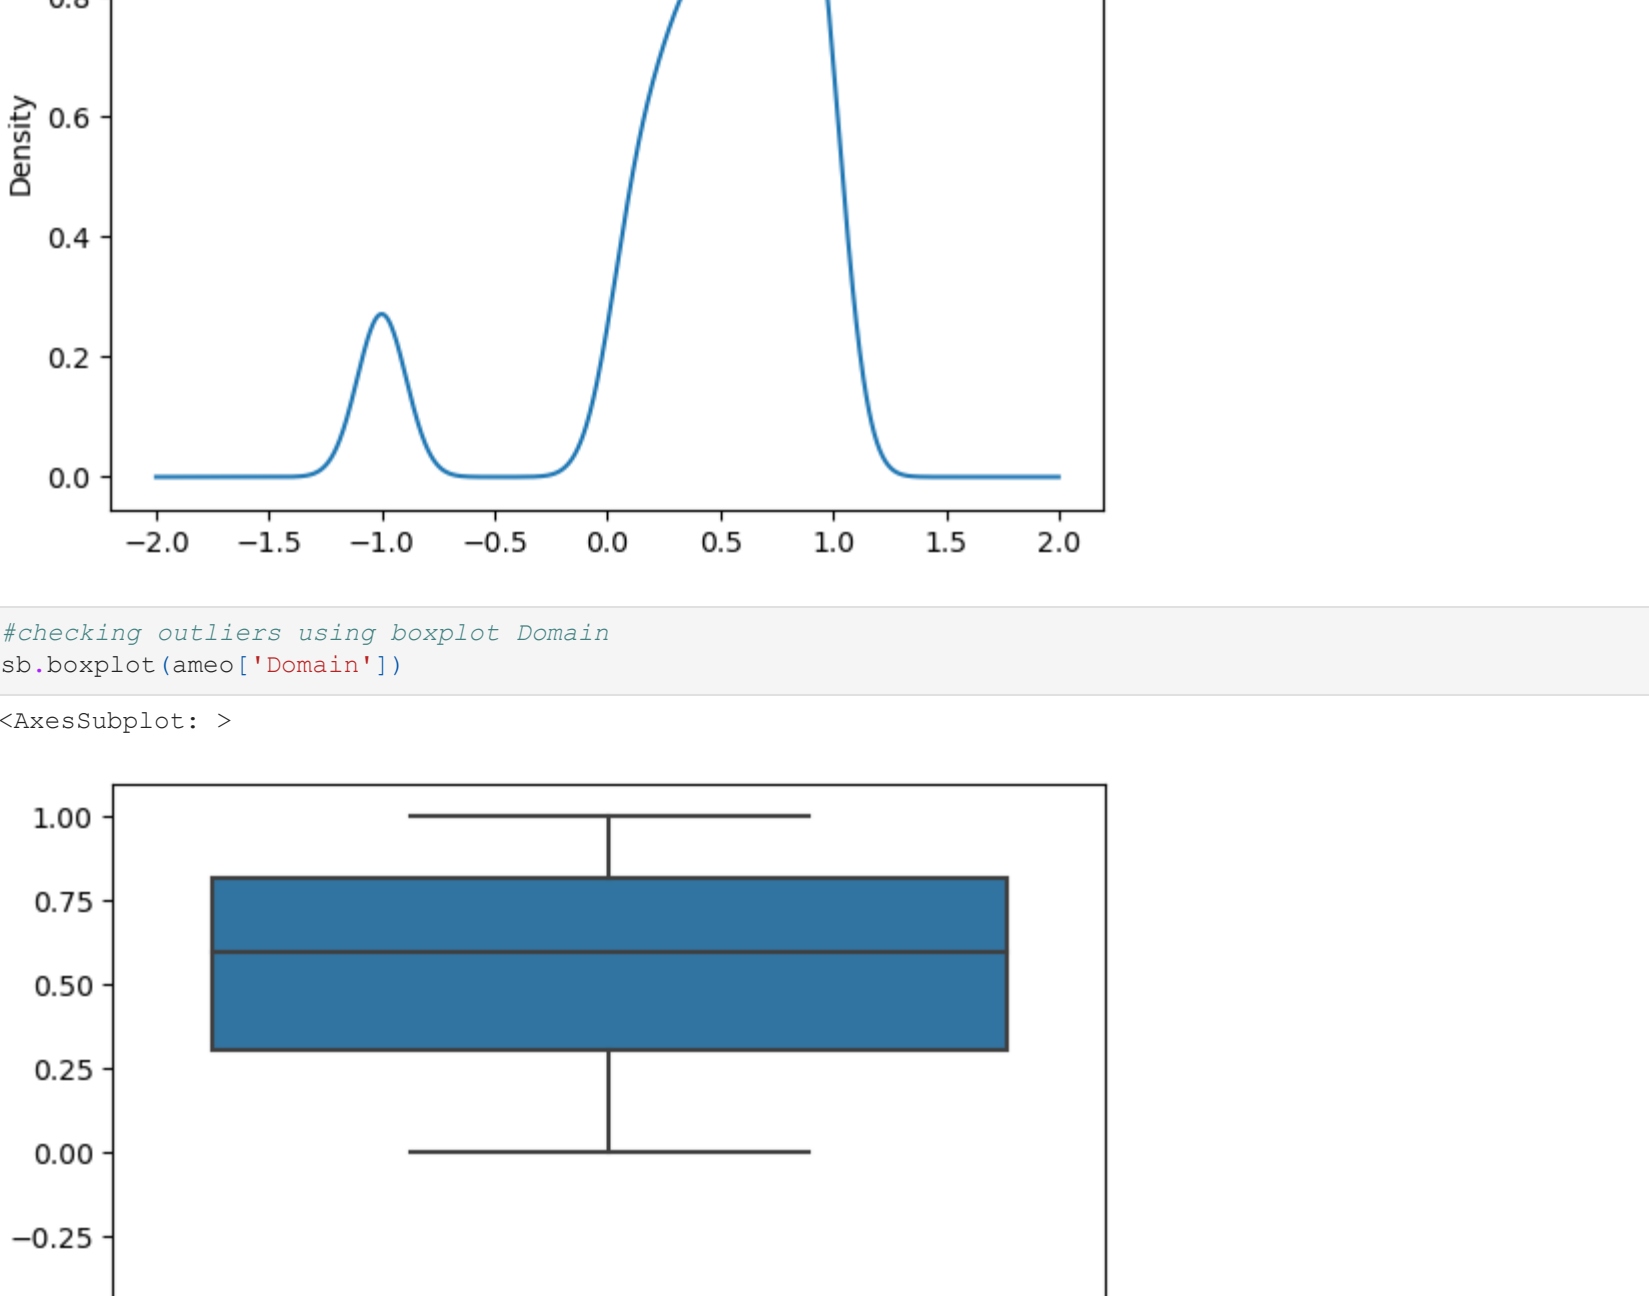 0.8
0.6
Density
0.4
0.2
0.0
−2.0 −1.5 −1.0 −0.5 0.0 0.5 1.0 1.5 2.0
#checking outliers using boxplot Domain
sb.boxplot(ameo['Domain'])
<AxesSubplot: >
1.00
0.75
0.50
0.25
0.00
−0.25